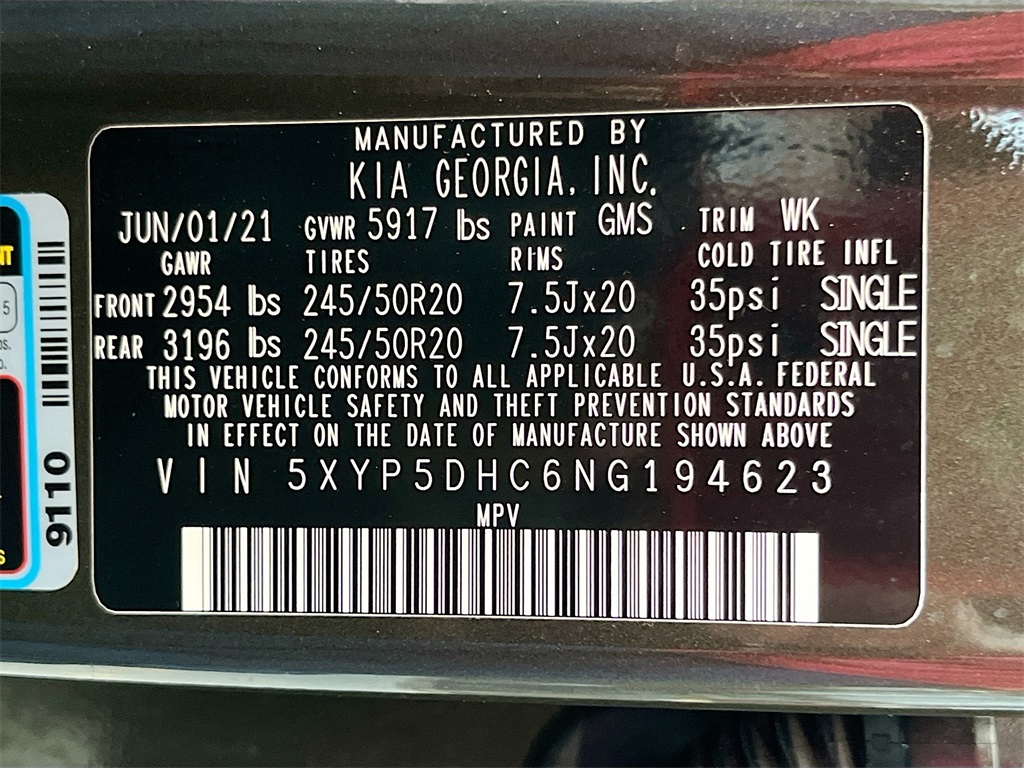 MANUFACTURED BY
KIA GEORGIA, INC.
JUN/01/21 GVWR 5917 lbs PAINT GMS TRIM WK
GAWR TIRES RIMS COLD TIRE INFL
FRONT 2954 lbs 245/50R20 7.5Jx20 35psi SINGLE
REAR 3196 lbs 245/50R20 7.5Jx20 35psi SINGLE
THIS VEHICLE CONFORMS TO ALL APPLICABLE U.S.A. FEDERAL
MOTOR VEHICLE SAFETY AND THEFT PREVENTION STANDARDS
IN EFFECT ON THE DATE OF MANUFACTURE SHOWN ABOVE
VIN 5XYP5DHC6NG194623
MPV
9110
5